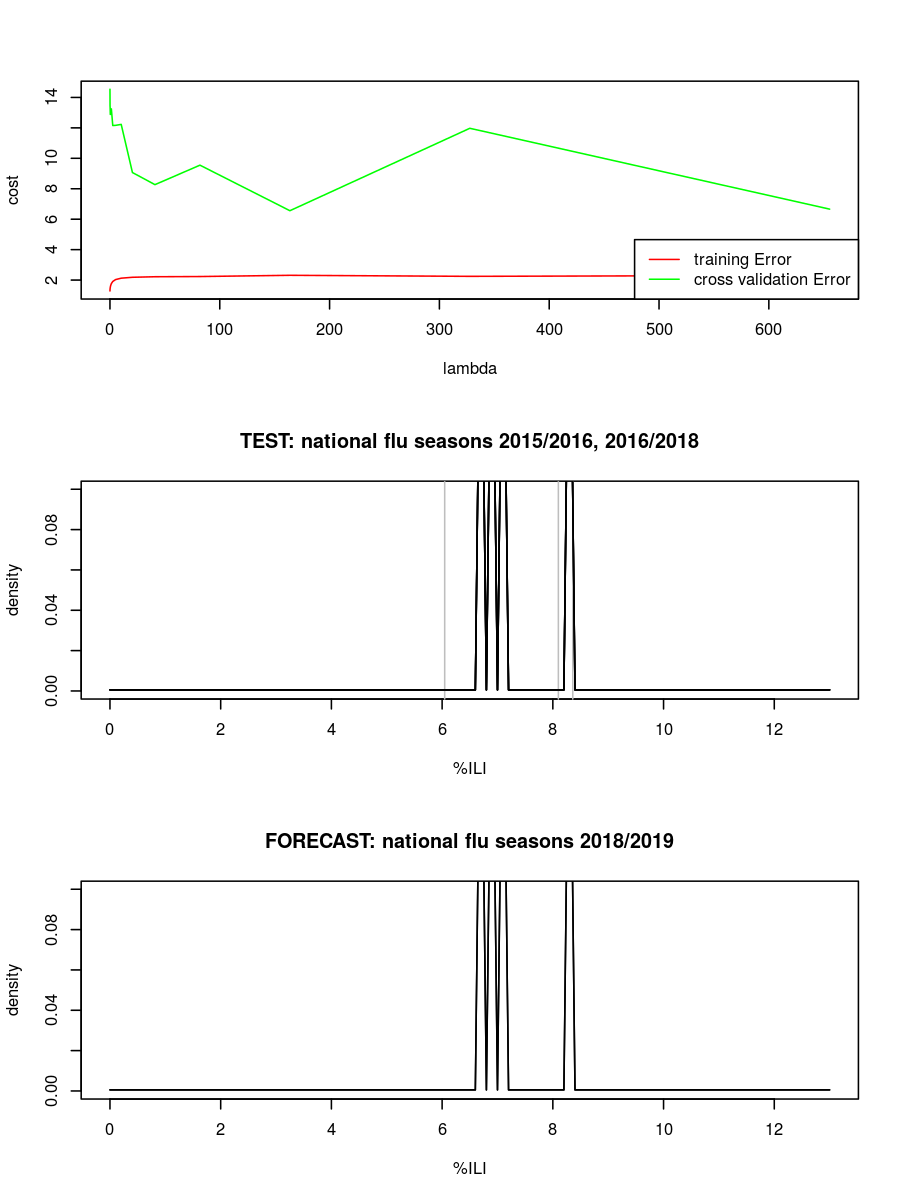 14
10
8
6
4
2
cost
training Error
cross validation Error
0 100 200 300 400 500 600
lambda
TEST: national flu seasons 2015/2016, 2016/2018
0.08
0.04
0.00
density
0 2 4 6 8 10 12
%ILI
FORECAST: national flu seasons 2018/2019
0.08
0.04
0.00
density
0 2 4 6 8 10 12
%ILI